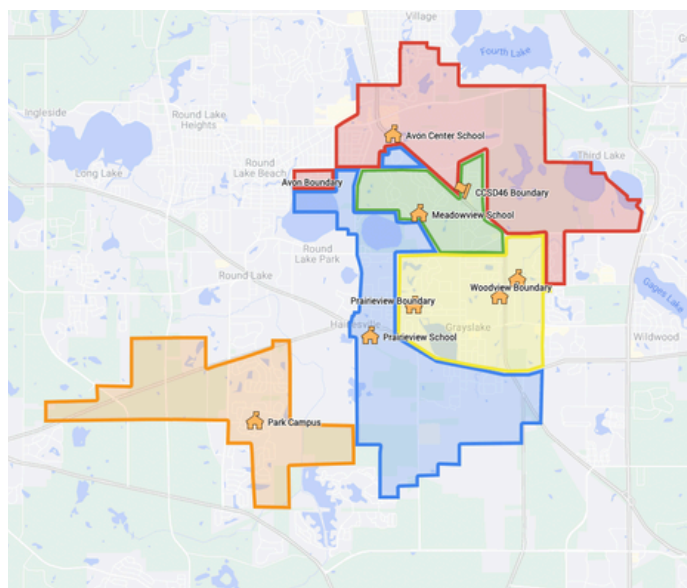 Village
Fourth Lake
Ingleside
Round Lake
Heights
Avon Center School
Long Lake
Round
Lake Beach
Third Lake
Avon Boundary
CCSD46 Boundary
Meadowview School
Round
Lake Park
Round Lake
Woodview Boundary
Gages Lake
Prairieview Boundary
Hainesville
Grayslake
Prairieview School
Wildwood
Park Campus